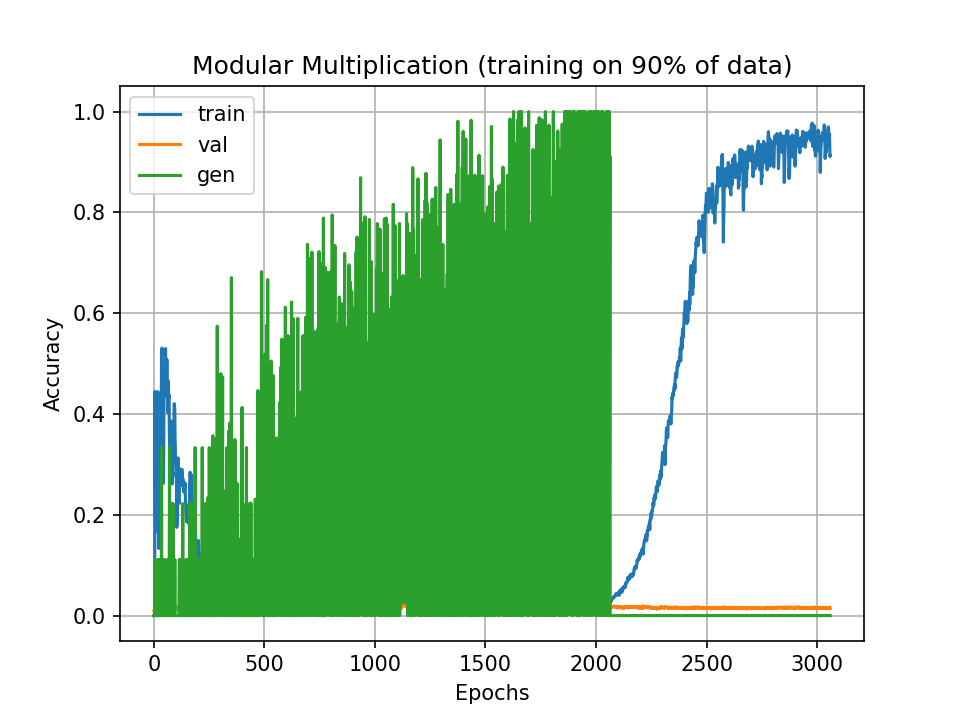 Modular Multiplication (training on 90% of data)
train
val
gen
Accuracy
1.0
0.8
0.6
0.4
0.2
0.0
0 500 1000 1500 2000 2500 3000
Epochs